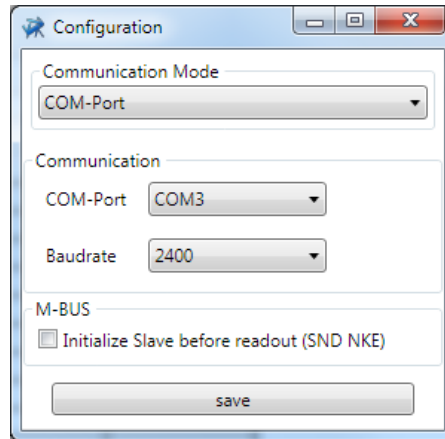 Configuration
Communication Mode
COM-Port
Communication
COM-Port COM3
Baudrate 2400
M-BUS
Initialize Slave before readout (SND NKE)
save